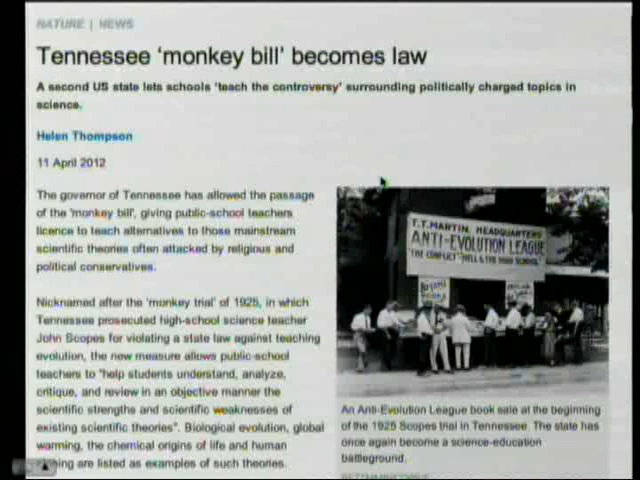 NATURE | NEWS
Tennessee 'monkey bill' becomes law
A second US state lets schools 'teach the controversy' surrounding politically charged topics in
science.
Helen Thompson
11 April 2012
The governor of Tennessee has allowed the passage
of the 'monkey bill', giving public-school teachers
licence to teach alternatives to those mainstream
scientific theories often attacked by religious and
political conservatives.
Nicknamed after the 'monkey trial' of 1925, in which
Tennessee prosecuted high-school science teacher
John Scopes for violating a state law against teaching
evolution, the new measure allows public-school
teachers to "help students understand, analyze,
critique, and review in an objective manner the
scientific strengths and scientific weaknesses of
existing scientific theories". Biological evolution, global
warming, the chemical origins of life and human
are listed as examples of such theories.
T.T. MARTIN, HEADQUARTERS
ANTI-EVOLUTION LEAGUE
"THE CONFLICT"-"HELL & THE HIGH SCHOOL"
An Anti-Evolution League book sale at the beginning
of the 1925 Scopes trial in Tennessee. The state has
once again become a science-education
battleground.